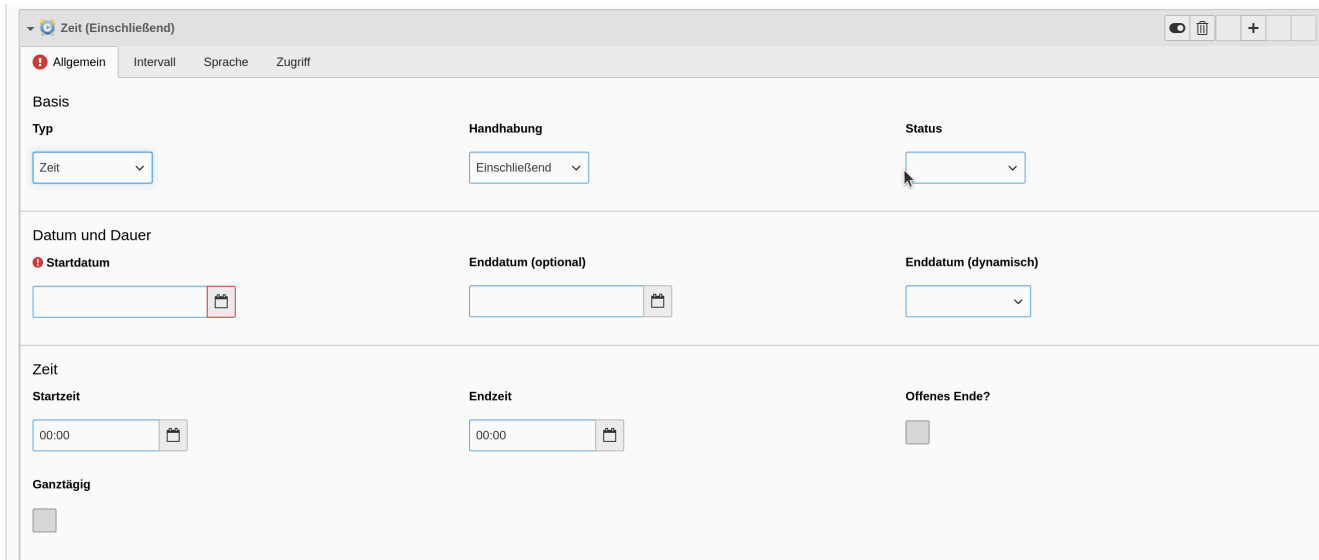 Zeit (Einschließend)
Allgemein Intervall Sprache Zugriff
Basis
Typ Handhabung Status
Zeit Einschließend
Datum und Dauer
Startdatum Enddatum (optional) Enddatum (dynamisch)
Zeit
Startzeit Endzeit Offenes Ende?
00:00 00:00
Ganztägig